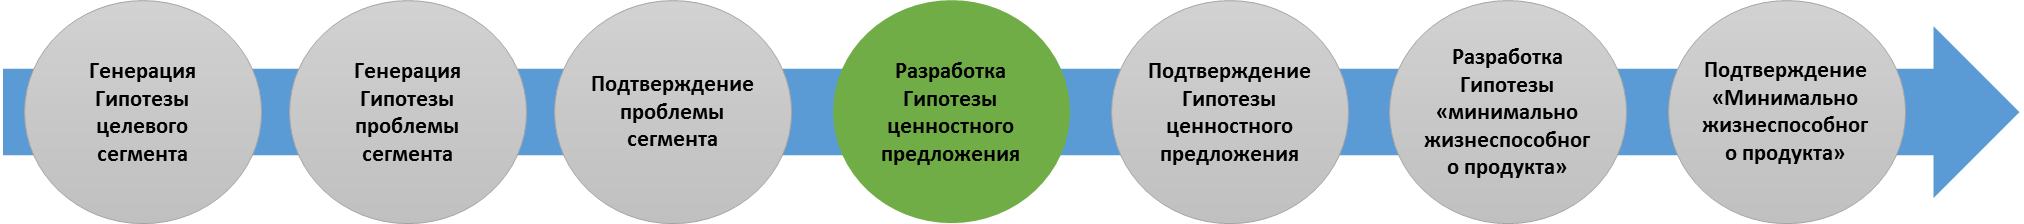 Генерация
Гипотезы
целевого
сегмента
Генерация
Гипотезы
проблемы
сегмента
Подтверждение
проблемы
сегмента
Разработка
Гипотезы
ценностного
предложения
Подтверждение
Гипотезы
ценностного
предложения
Разработка
Гипотезы
«минимально
жизнеспособног
о продукта»
Подтверждение
«Минимально
жизнеспособног
о продукта»